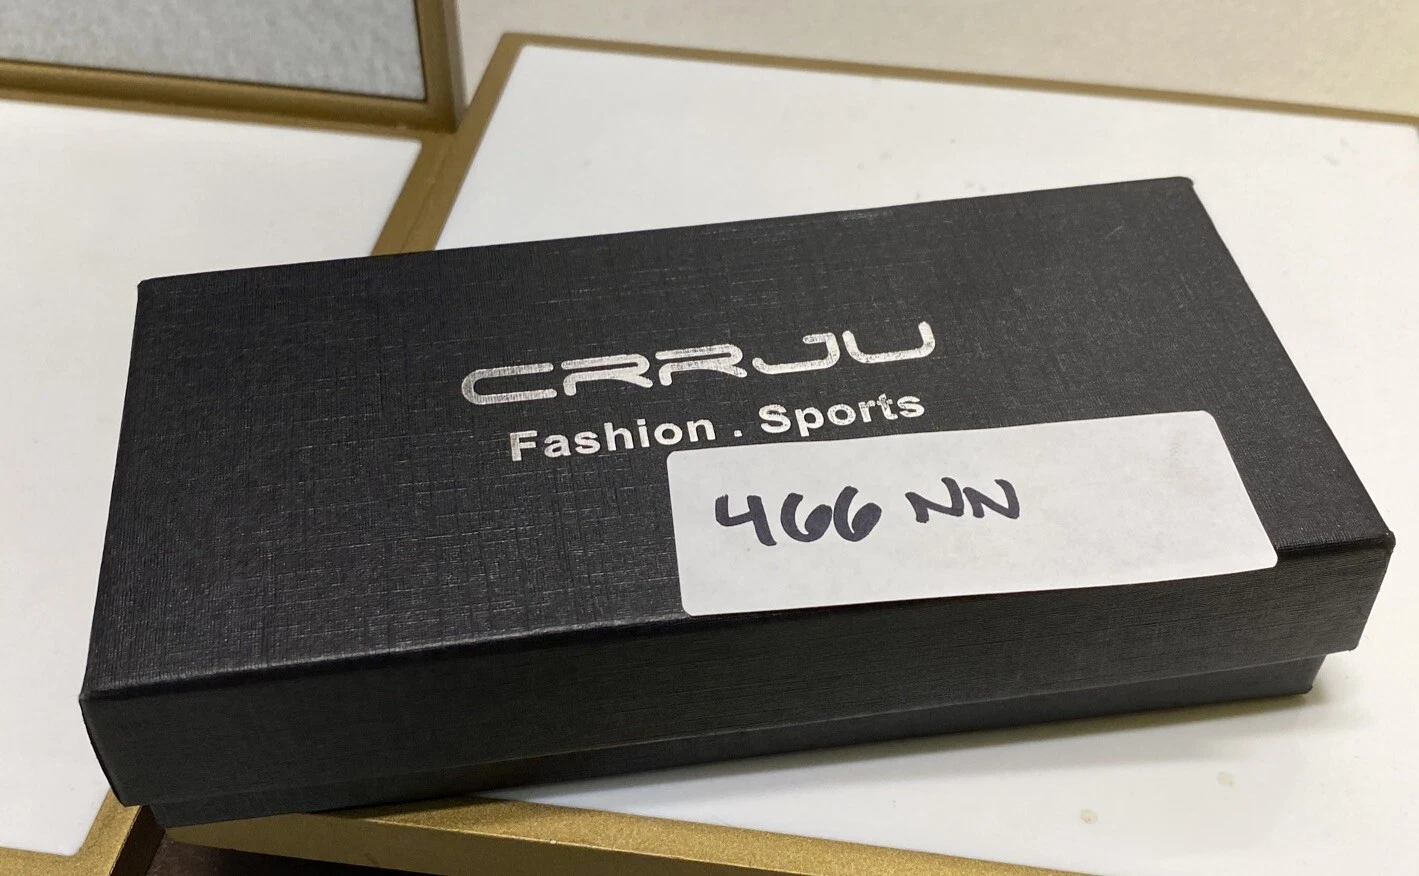 CRRJU
Fashion . Sports
466 NN